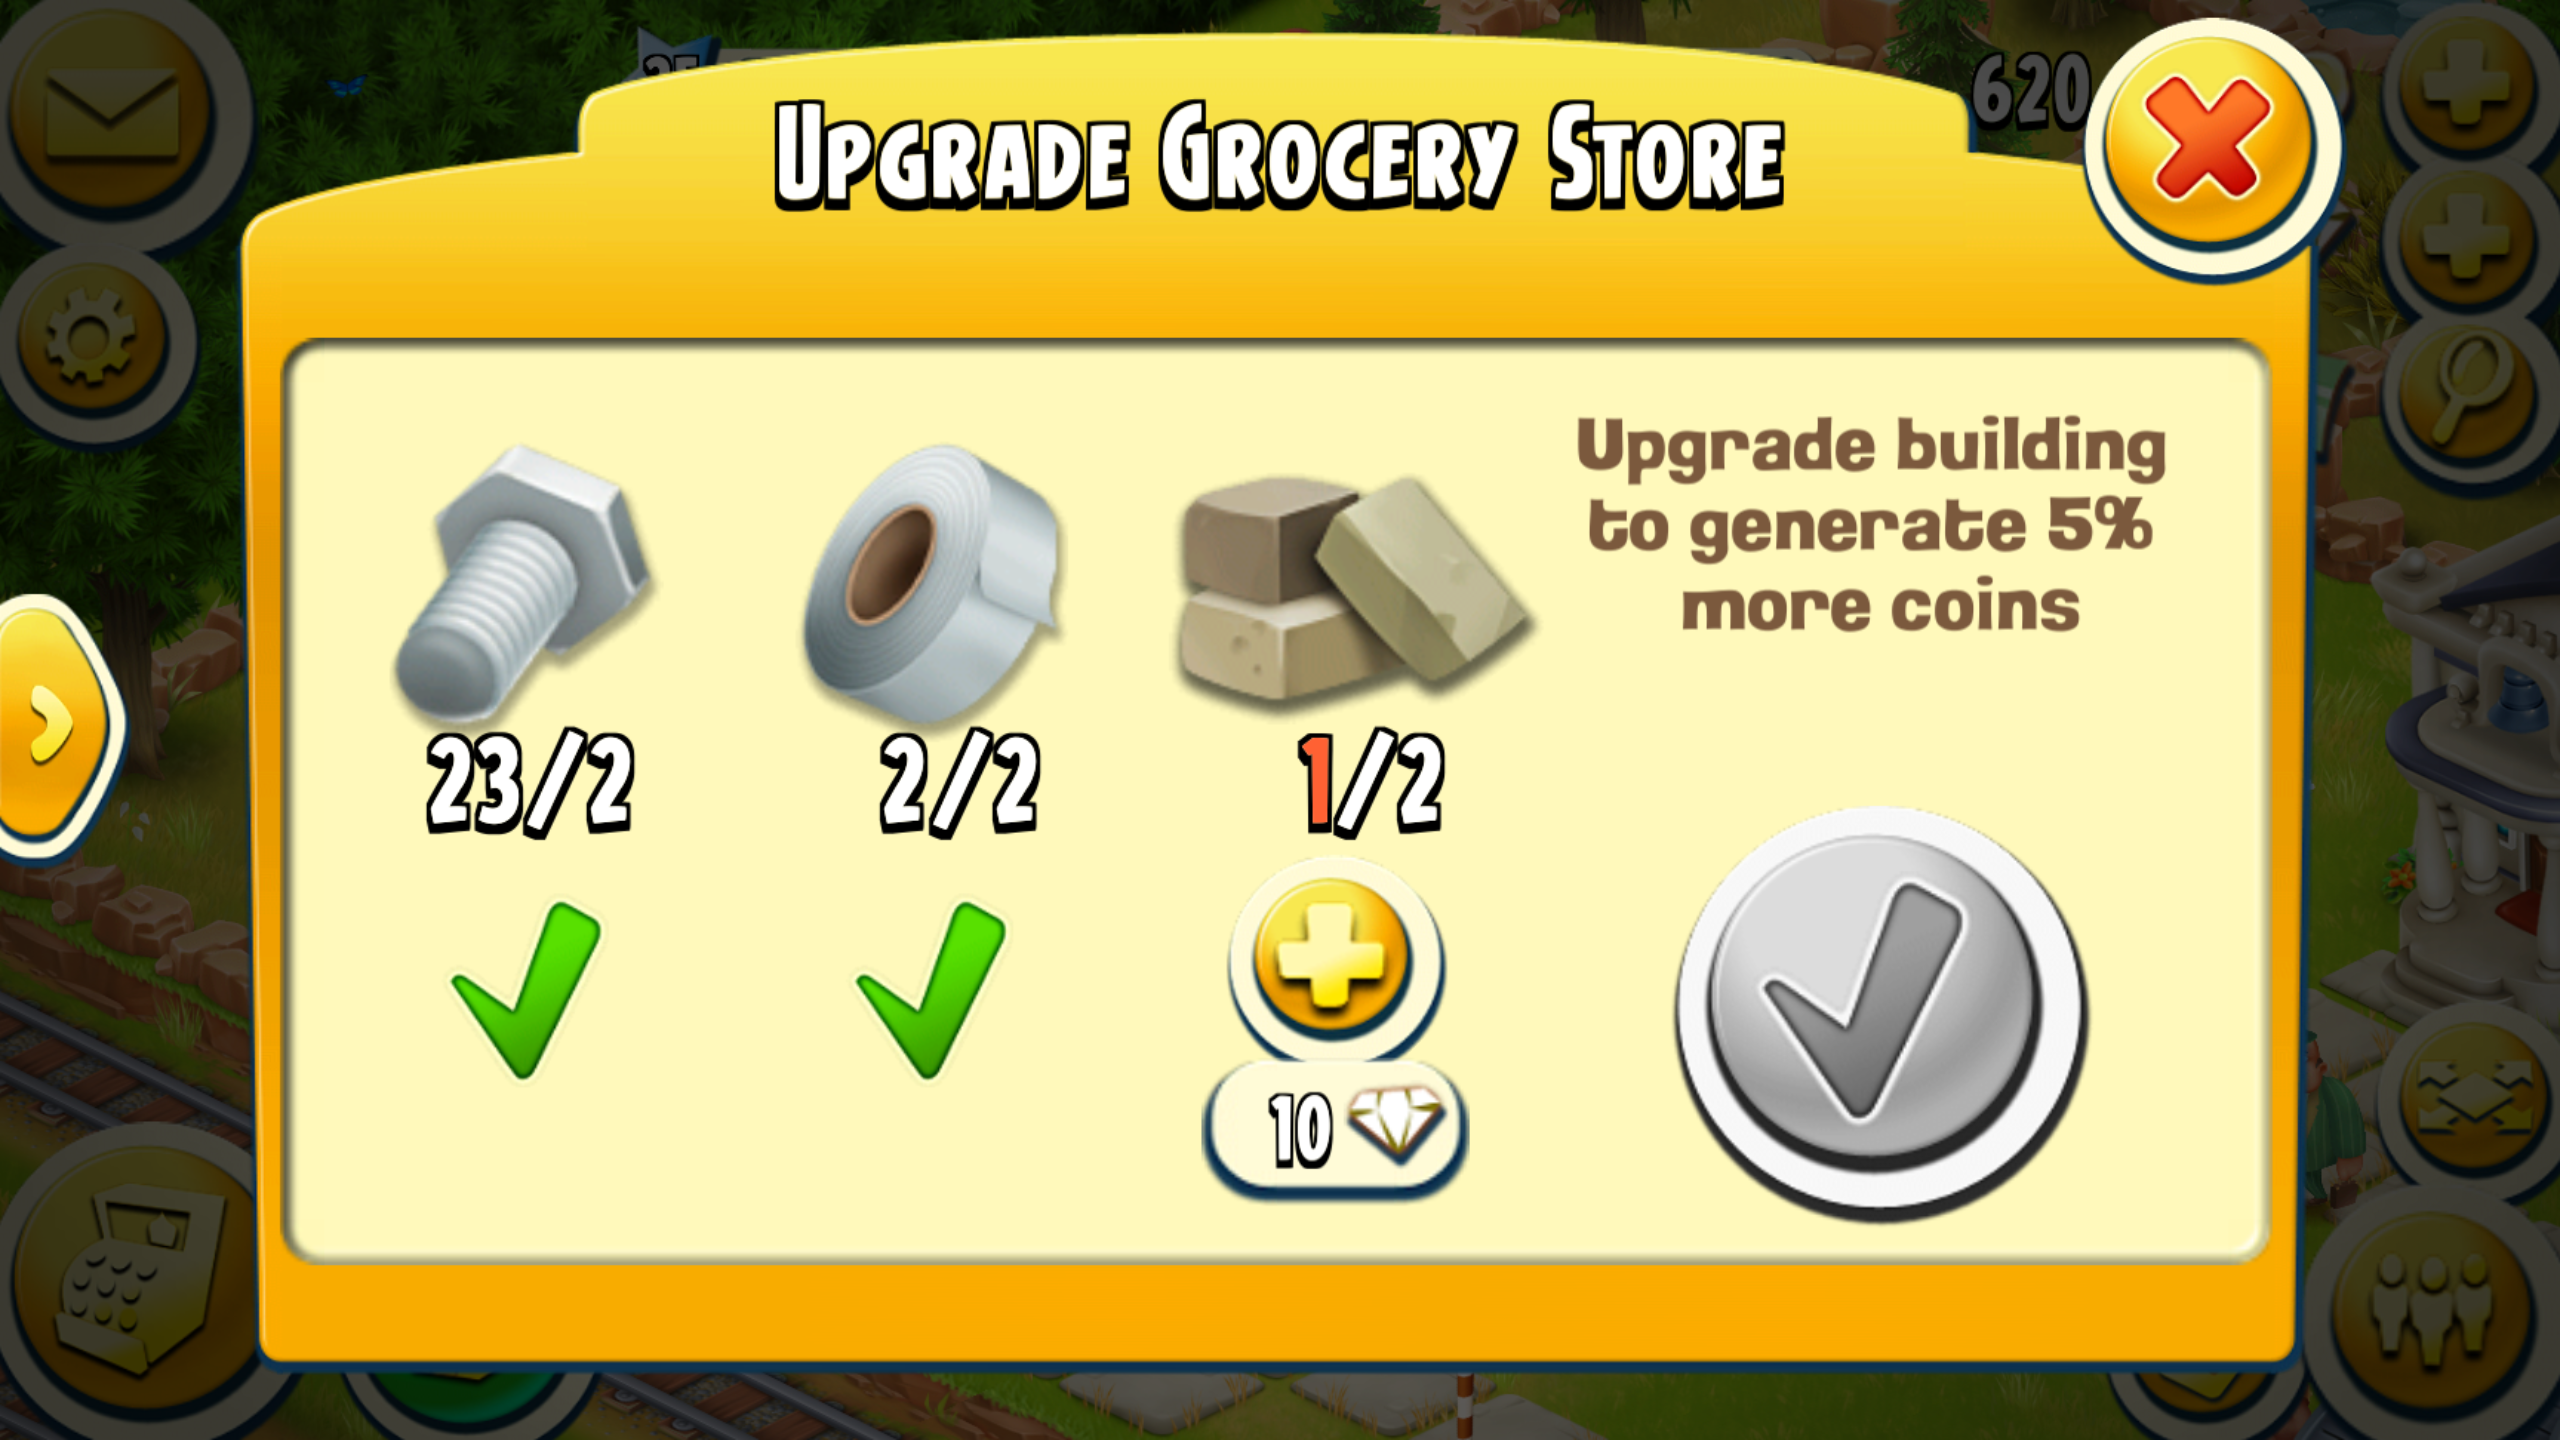 620
Upgrade Grocery Store
Upgrade building
to generate 5%
more coins
23/2
2/2
1/2
10